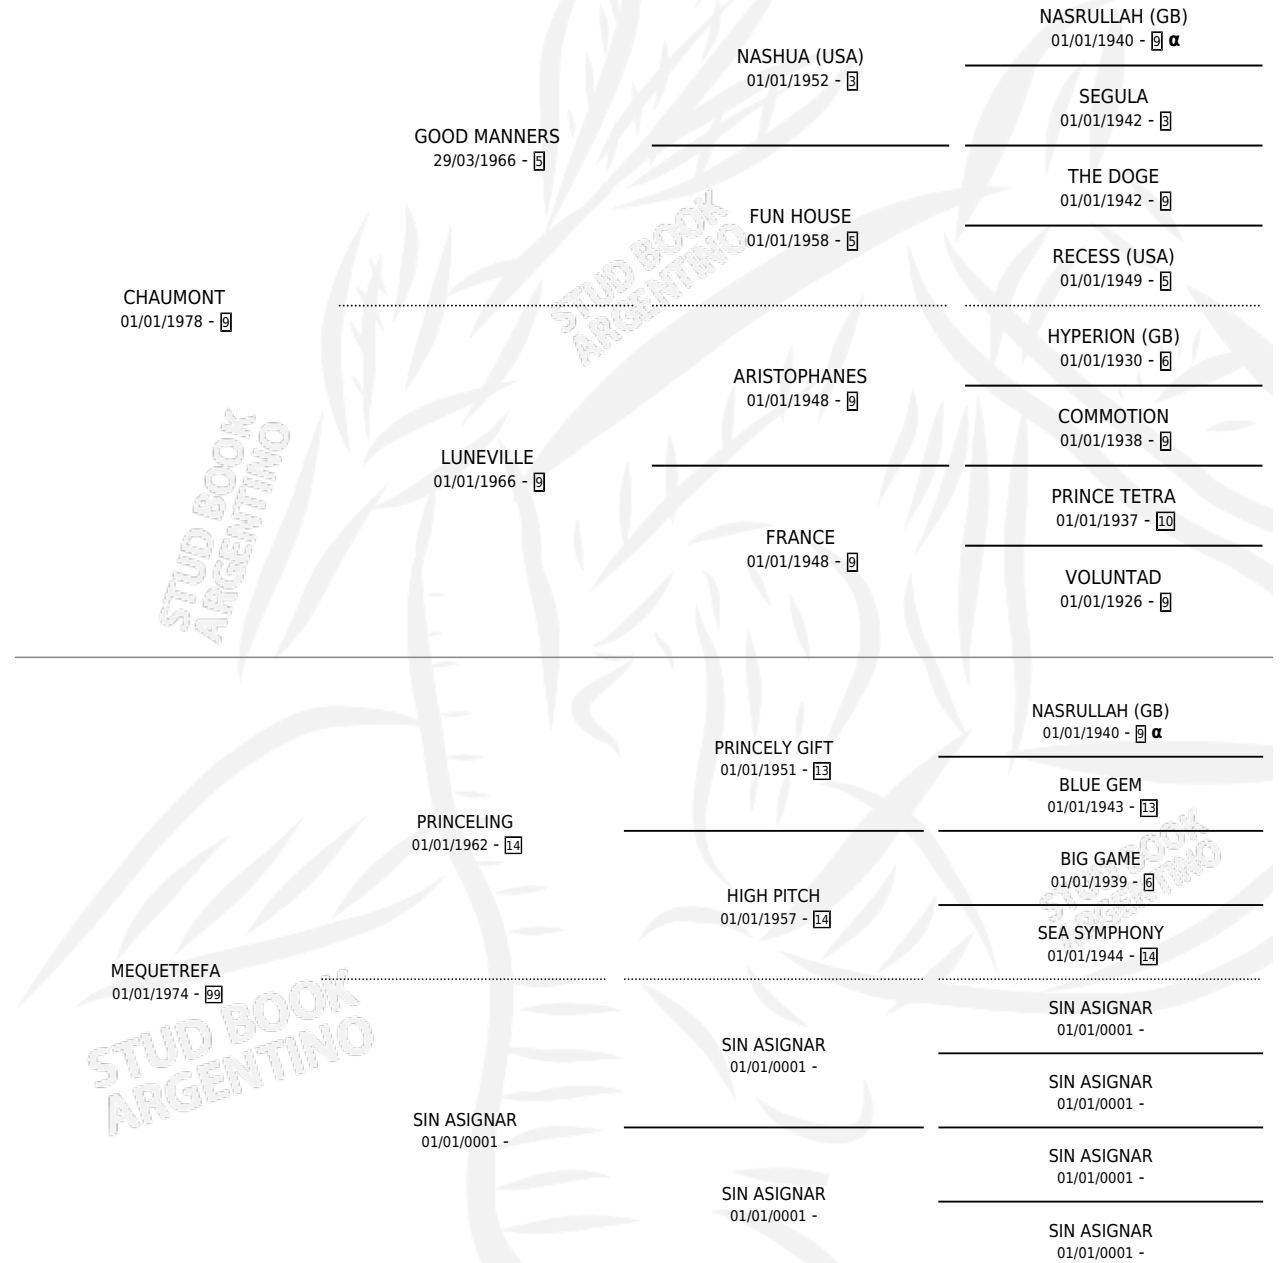 NASRULLAH (GB)
01/01/1940 - 9 α
NASHUA (USA)
01/01/1952 - 3
SEGULA
01/01/1942 - 3
GOOD MANNERS
29/03/1966 - 5
THE DOGE
01/01/1942 - 9
FUN HOUSE
01/01/1958 - 5
RECESS (USA)
01/01/1949 - 5
CHAUMONT
01/01/1978 - 9
HYPERION (GB)
01/01/1930 - 6
ARISTOPHANES
01/01/1948 - 9
COMMOTION
01/01/1938 - 9
LUNEVILLE
01/01/1966 - 9
PRINCE TETRA
01/01/1937 - 10
FRANCE
01/01/1948 - 9
VOLUNTAD
01/01/1926 - 9
NASRULLAH (GB)
01/01/1940 - 9 α
PRINCELY GIFT
01/01/1951 - 13
BLUE GEM
01/01/1943 - 13
PRINCELING
01/01/1962 - 14
BIG GAME
01/01/1939 - 6
HIGH PITCH
01/01/1957 - 14
SEA SYMPHONY
01/01/1944 - 14
MEQUETREFA
01/01/1974 - 99
SIN ASIGNAR
01/01/0001 -
SIN ASIGNAR
01/01/0001 -
SIN ASIGNAR
01/01/0001 -
SIN ASIGNAR
01/01/0001 -
SIN ASIGNAR
01/01/0001 -
SIN ASIGNAR
01/01/0001 -
SIN ASIGNAR
01/01/0001 -
STUD BOOK
ARGENTINO
STUD BOOK
ARGENTINO
STUD BOOK
ARGENTINO
STUD BOOK
ARGENTINO